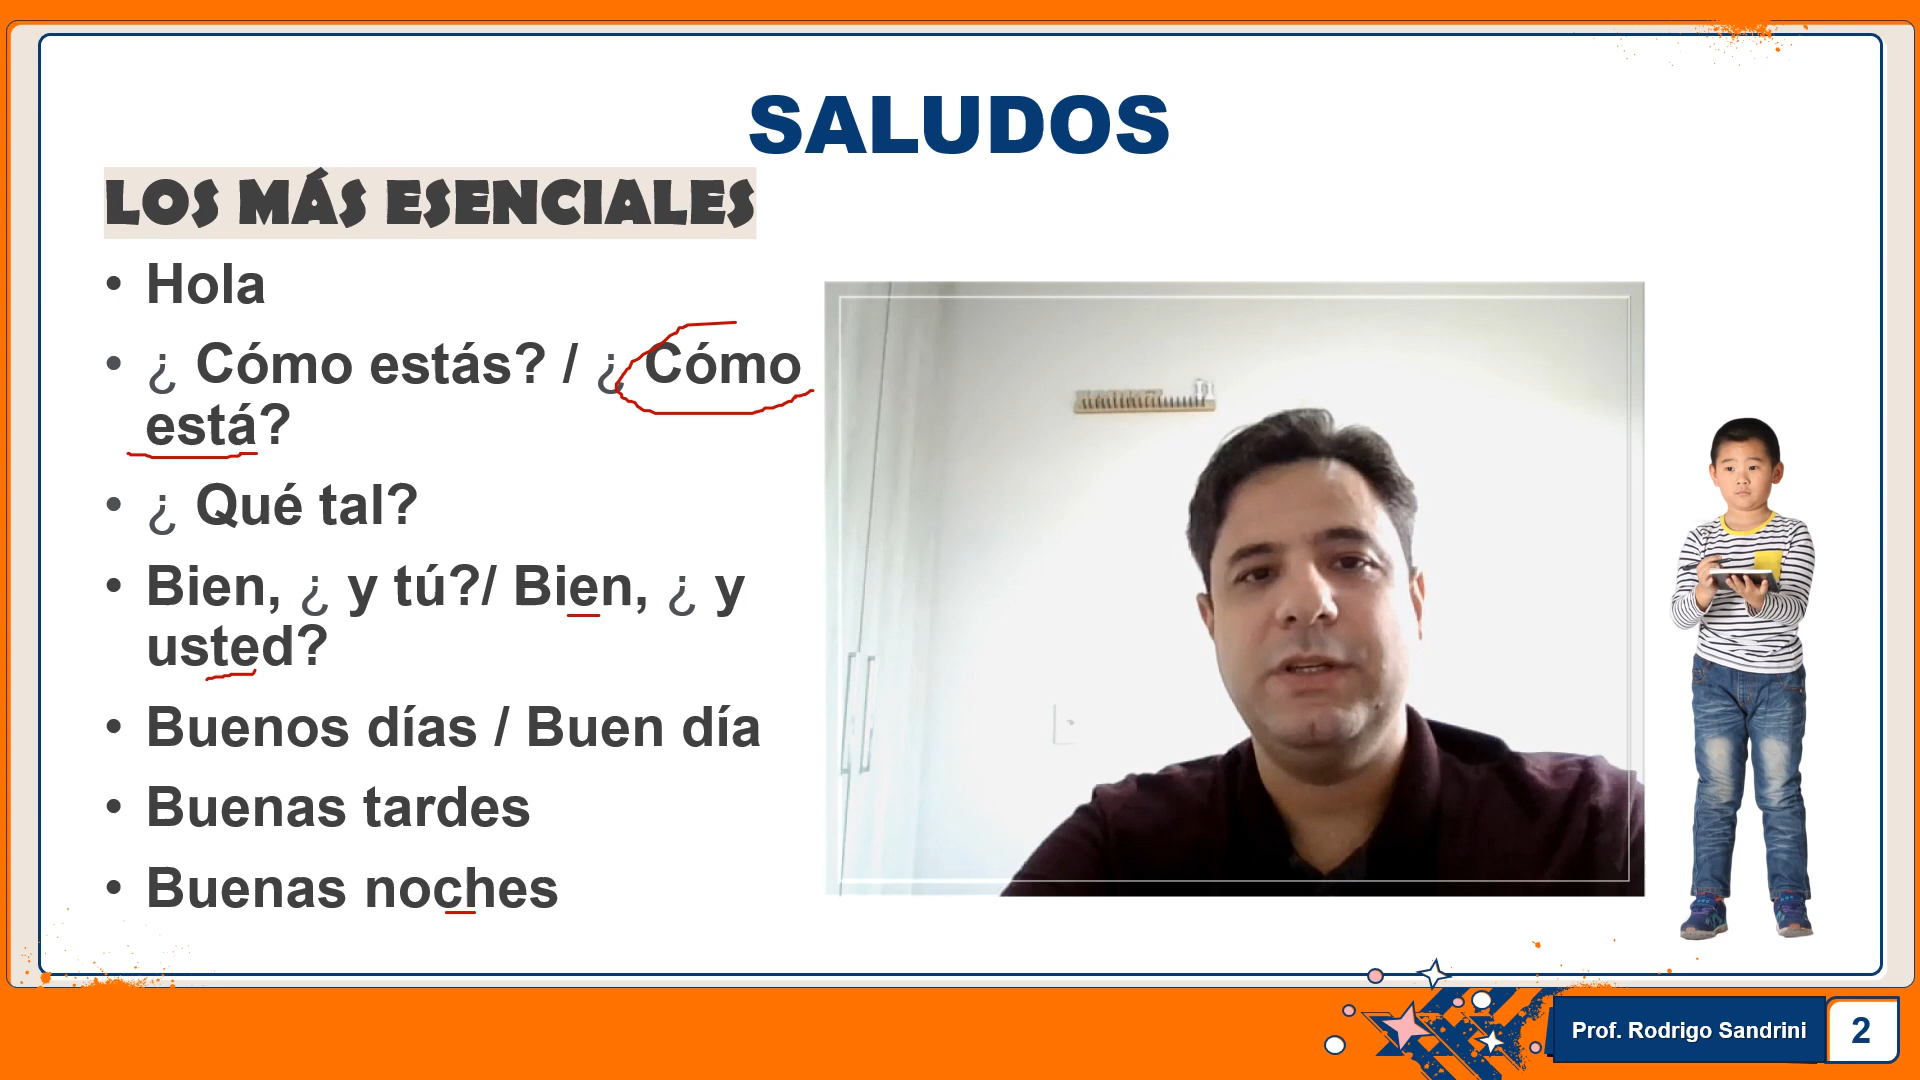 SALUDOS
LOS MÁS ESENCIALES
• Hola
• ¿ Cómo estás? / ¿ Cómo
está?
• ¿ Qué tal?
• Bien, ¿ y tú?/ Bien, ¿ y
usted?
• Buenos días / Buen día
• Buenas tardes
• Buenas noches
Prof. Rodrigo Sandrini
2